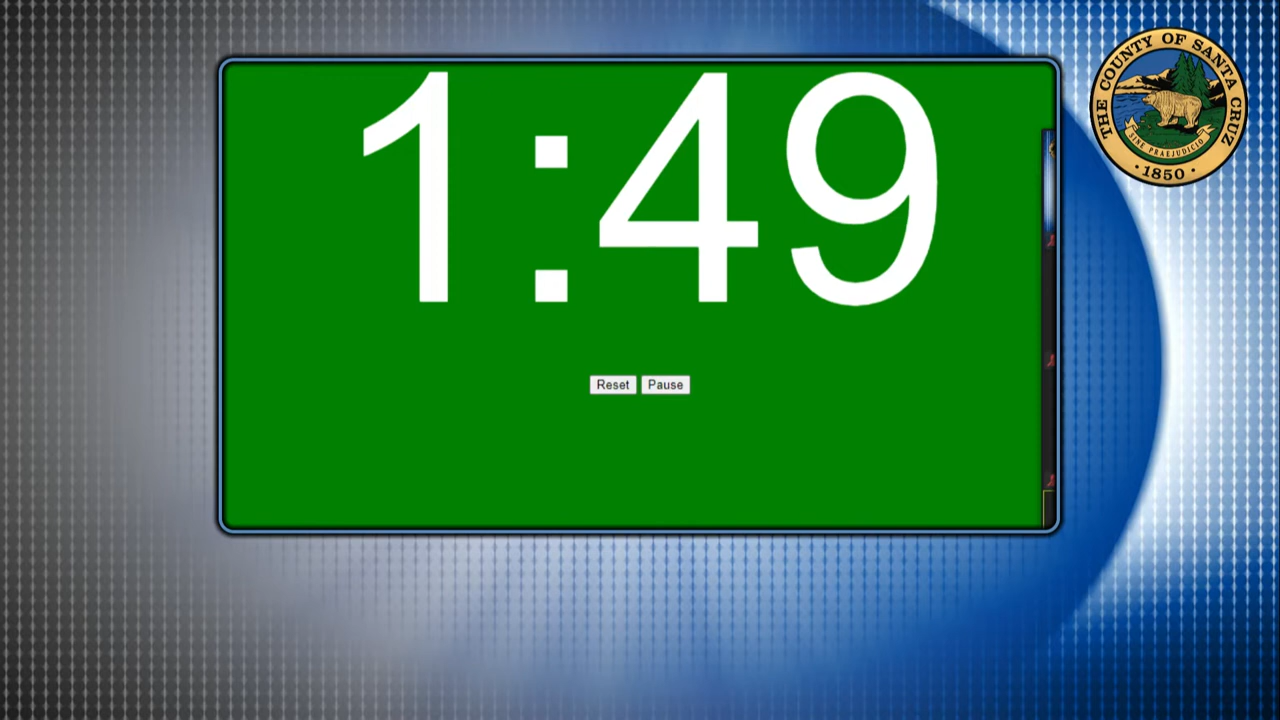 1:49
Reset Pause
THE COUNTY OF SANTA CRUZ
SINE PRAEJUDICIO
• 1850 •